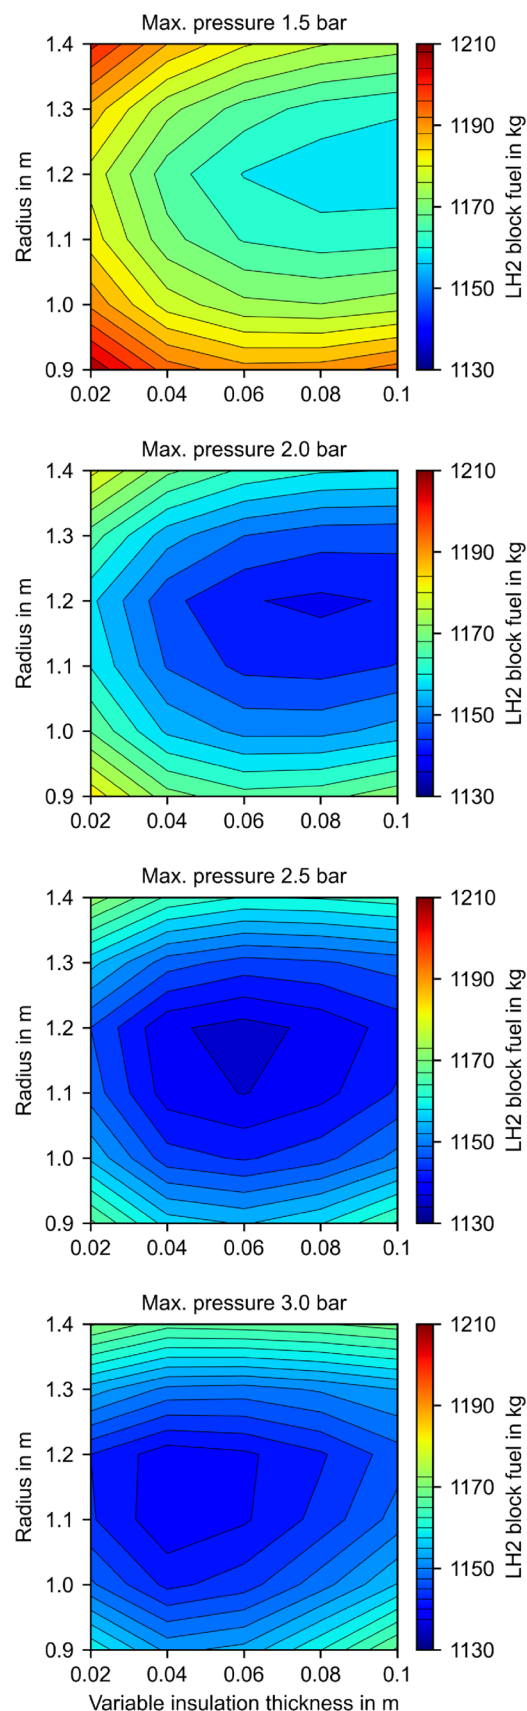 Max. pressure 1.5 bar
1.4
1.3
1.2
1.1
1.0
0.9
Radius in m
0.02 0.04 0.06 0.08 0.1
1210
1190
1170
1150
1130
LH2 block fuel in kg
Max. pressure 2.0 bar
1.4
1.3
1.2
1.1
1.0
0.9
Radius in m
0.02 0.04 0.06 0.08 0.1
1210
1190
1170
1150
1130
LH2 block fuel in kg
Max. pressure 2.5 bar
1.4
1.3
1.2
1.1
1.0
0.9
Radius in m
0.02 0.04 0.06 0.08 0.1
1210
1190
1170
1150
1130
LH2 block fuel in kg
Max. pressure 3.0 bar
1.4
1.3
1.2
1.1
1.0
0.9
Radius in m
0.02 0.04 0.06 0.08 0.1
Variable insulation thickness in m
1210
1190
1170
1150
1130
LH2 block fuel in kg